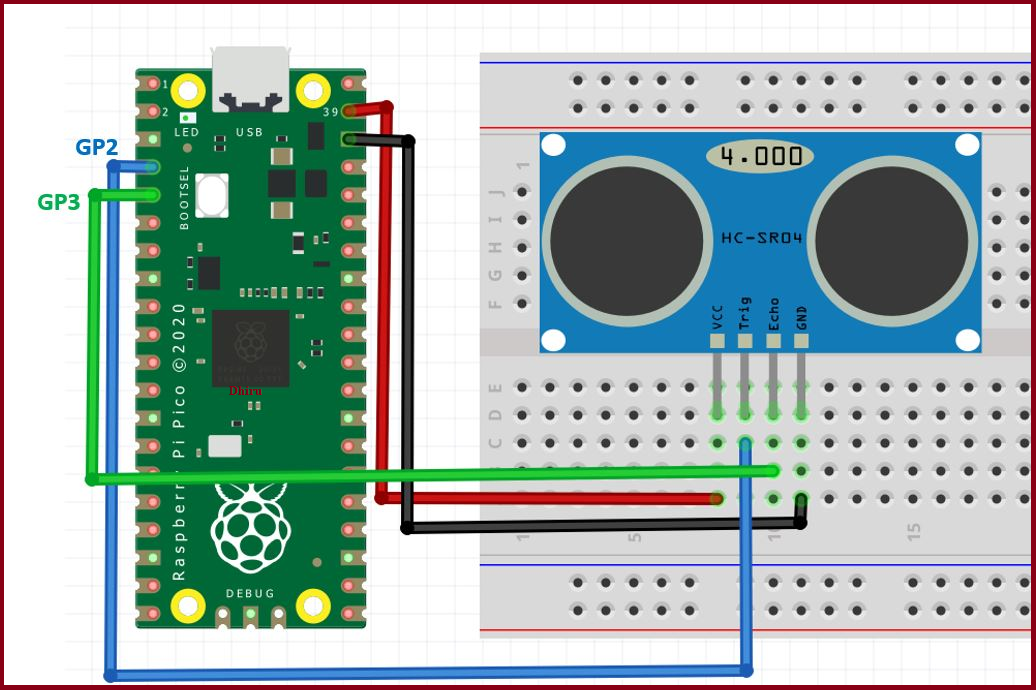 1
2
39
LED
USB
GP2
GP3
BOOTSEL
Raspberry Pi Pico ©2020
Dhiru
DEBUG
4.000
HC-SR04
VCC
Trig
Echo
GND
1
J
I
H
G
F
E
D
C
1
5
10
15